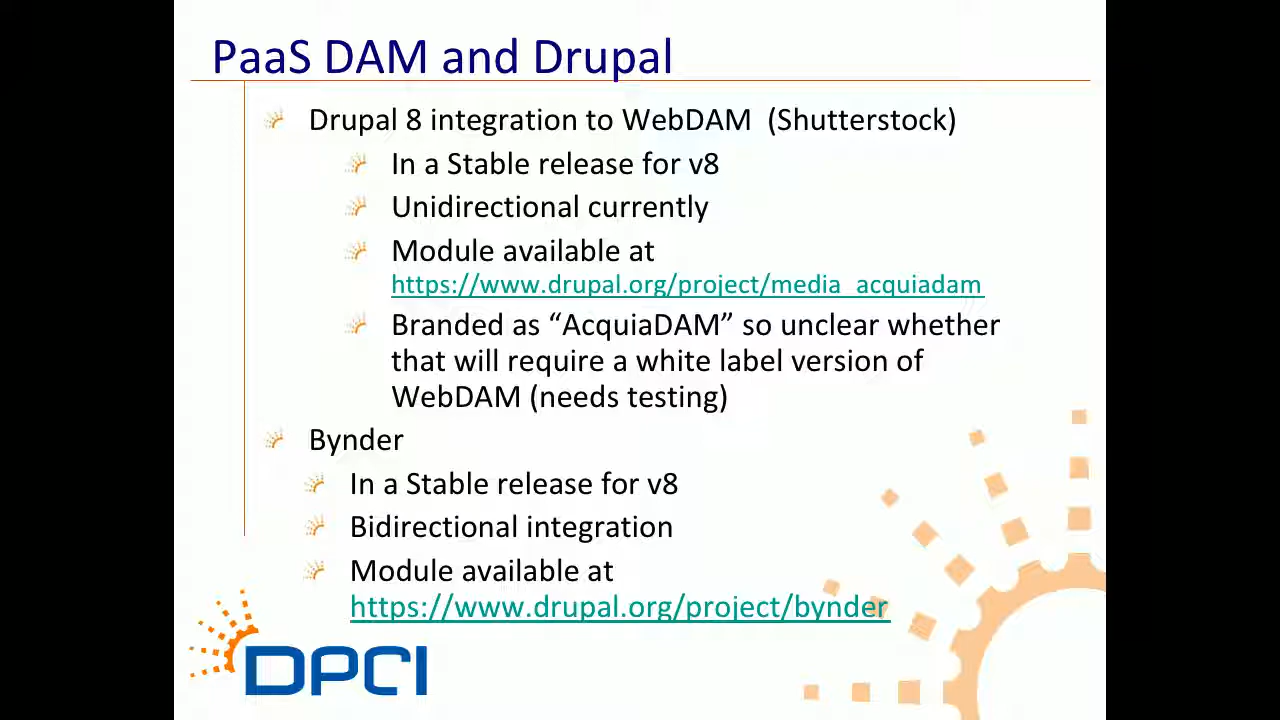 PaaS DAM and Drupal
Drupal 8 integration to WebDAM (Shutterstock)
In a Stable release for v8
Unidirectional currently
Module available at
https://www.drupal.org/project/media_acquiadam
Branded as “AcquiaDAM” so unclear whether
that will require a white label version of
WebDAM (needs testing)
Bynder
In a Stable release for v8
Bidirectional integration
Module available at
https://www.drupal.org/project/bynder
DPCI